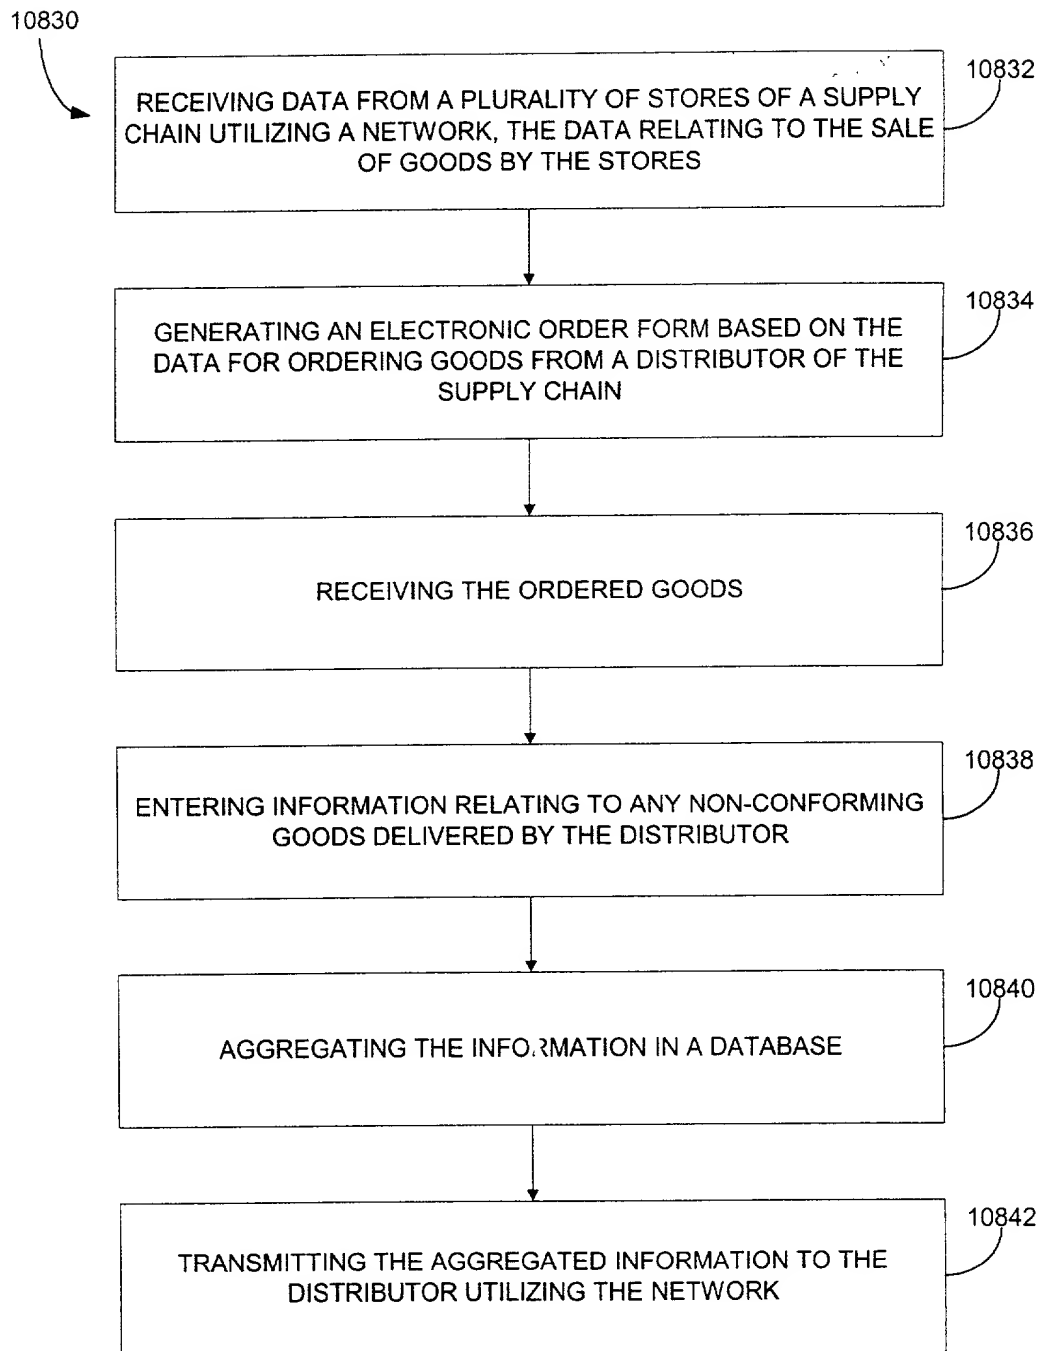 10830
10832
RECEIVING DATA FROM A PLURALITY OF STORES OF A SUPPLY
CHAIN UTILIZING A NETWORK, THE DATA RELATING TO THE SALE
OF GOODS BY THE STORES
10834
GENERATING AN ELECTRONIC ORDER FORM BASED ON THE
DATA FOR ORDERING GOODS FROM A DISTRIBUTOR OF THE
SUPPLY CHAIN
10836
RECEIVING THE ORDERED GOODS
10838
ENTERING INFORMATION RELATING TO ANY NON-CONFORMING
GOODS DELIVERED BY THE DISTRIBUTOR
10840
AGGREGATING THE INFORMATION IN A DATABASE
10842
TRANSMITTING THE AGGREGATED INFORMATION TO THE
DISTRIBUTOR UTILIZING THE NETWORK